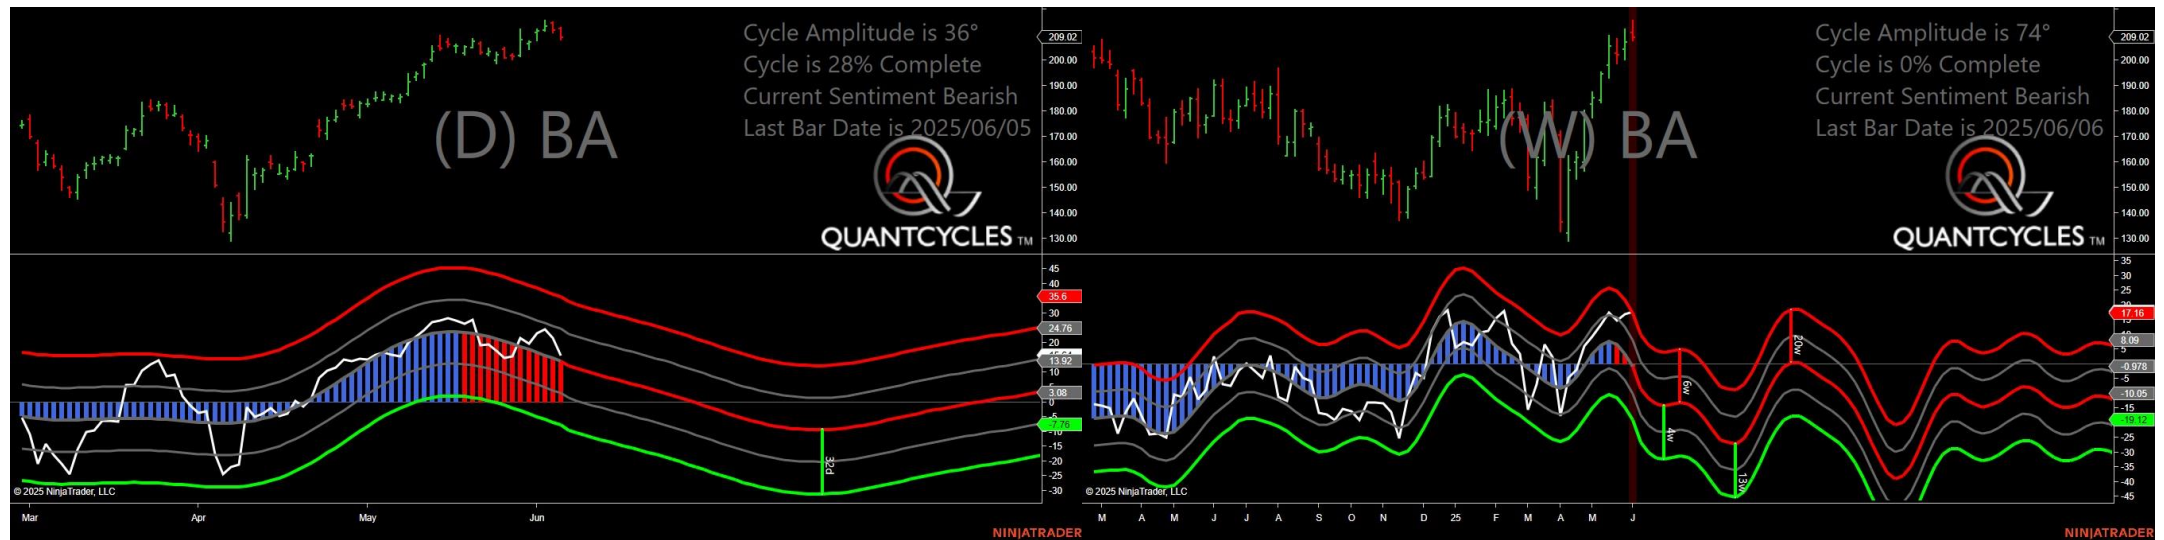 Cycle Amplitude is 36°
Cycle is 28% Complete
Current Sentiment Bearish
Last Bar Date is 2025/06/05
(D) BA
QUANTCYCLES TM
209.02
200.00
190.00
180.00
170.00
160.00
150.00
140.00
130.00
45
35.6
30
24.76
20
13.92
10
3.08
0
-5
-7.76
-10
-15
-20
-25
-30
32d
© 2025 NinjaTrader, LLC
Mar Apr May Jun
NINJATRADER
Cycle Amplitude is 74°
Cycle is 0% Complete
Current Sentiment Bearish
Last Bar Date is 2025/06/06
(W) BA
QUANTCYCLES TM
209.02
200.00
190.00
180.00
170.00
160.00
150.00
140.00
130.00
35
30
25
17.16
8.09
5
-0.978
-5
-10.05
-15
-19.12
-25
-30
-35
-40
-45
20w
6w
4w
13w
© 2025 NinjaTrader, LLC
M A M J J A S O N D 25 F M A M J
NINJATRADER